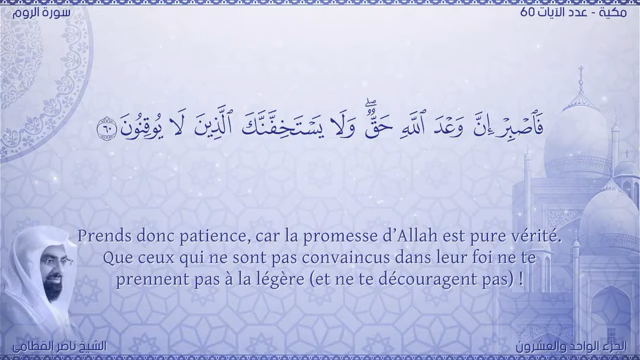 سورة الروم
مكية - عدد الآيات 60
فَٱصْبِرْ إِنَّ وَعْدَ ٱللَّهِ حَقٌّۖ وَلَا يَسْتَخِفَّنَّكَ ٱلَّذِينَ لَا يُوقِنُونَ ٦٠
Prends donc patience, car la promesse d’Allah est pure vérité.
Que ceux qui ne sont pas convaincus dans leur foi ne te
prennent pas à la légère (et ne te découragent pas) !
الشيخ ناصر القطامي
الجزء الواحد والعشرون